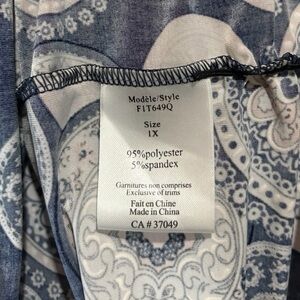 Modèle/Style
F1T649Q
Size
1X
95%polyester
5%spandex
Garnitures non comprises
Exclusive of trims
Fait en Chine
Made in China
CA # 37049